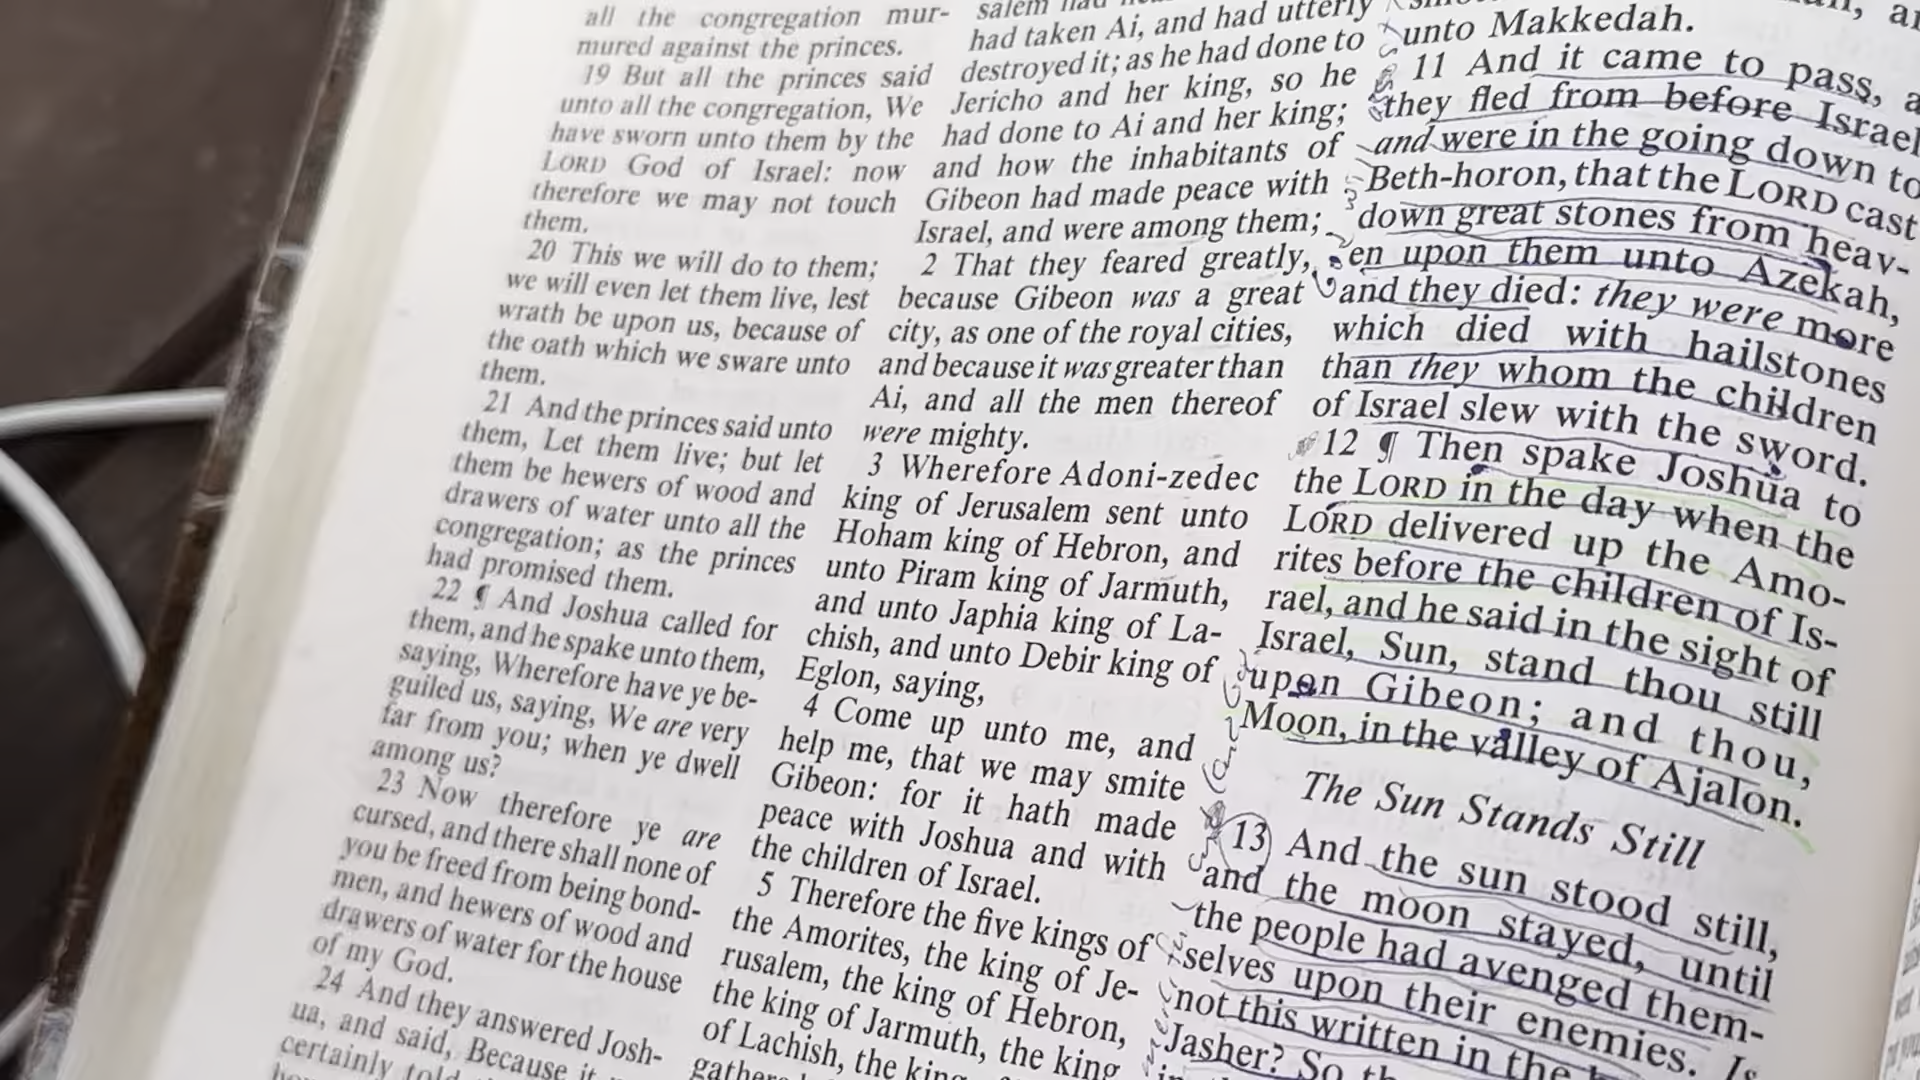 all the congregation mur-
mured against the princes.
19 But all the princes said
unto all the congregation, We
have sworn unto them by the
LORD God of Israel: now
therefore we may not touch
them.
20 This we will do to them;
we will even let them live, lest
wrath be upon us, because of
the oath which we sware unto
them.
21 And the princes said unto
them, Let them live; but let
them be hewers of wood and
drawers of water unto all the
congregation; as the princes
had promised them.
22 ¶ And Joshua called for
them, and he spake unto them,
saying, Wherefore have ye be-
guiled us, saying, We are very
far from you; when ye dwell
among us?
23 Now therefore ye are
cursed, and there shall none of
you be freed from being bond-
men, and hewers of wood and
drawers of water for the house
of my God.
24 And they answered Josh-
ua, and said, Because it
certainly told
had taken Ai, and had utterly
destroyed it; as he had done to
Jericho and her king, so he
had done to Ai and her king;
and how the inhabitants of
Gibeon had made peace with
Israel, and were among them;
2 That they feared greatly,
because Gibeon was a great
city, as one of the royal cities,
and because it was greater than
Ai, and all the men thereof
were mighty.
3 Wherefore Adoni-zedec
king of Jerusalem sent unto
Hoham king of Hebron, and
unto Piram king of Jarmuth,
and unto Japhia king of La-
chish, and unto Debir king of
Eglon, saying,
4 Come up unto me, and
help me, that we may smite
Gibeon: for it hath made
peace with Joshua and with
the children of Israel.
5 Therefore the five kings of
the Amorites, the king of Je-
rusalem, the king of Hebron,
the king of Jarmuth, the king
of Lachish, the king
unto Makkedah.
11 And it came to pass,
they fled from before Israel
and were in the going down to
Beth-horon, that the LORD cast
down great stones from heav-
en upon them unto Azekah,
and they died: they were more
which died with hailstones
than they whom the children
of Israel slew with the sword.
12 ¶ Then spake Joshua to
the LORD in the day when the
LORD delivered up the Amo-
rites before the children of Is-
rael, and he said in the sight of
Israel, Sun, stand thou still
upon Gibeon; and thou,
Moon, in the valley of Ajalon.
The Sun Stands Still
13 And the sun stood still,
and the moon stayed, until
the people had avenged them-
selves upon their enemies. Is
not this written in the
Jasher? So